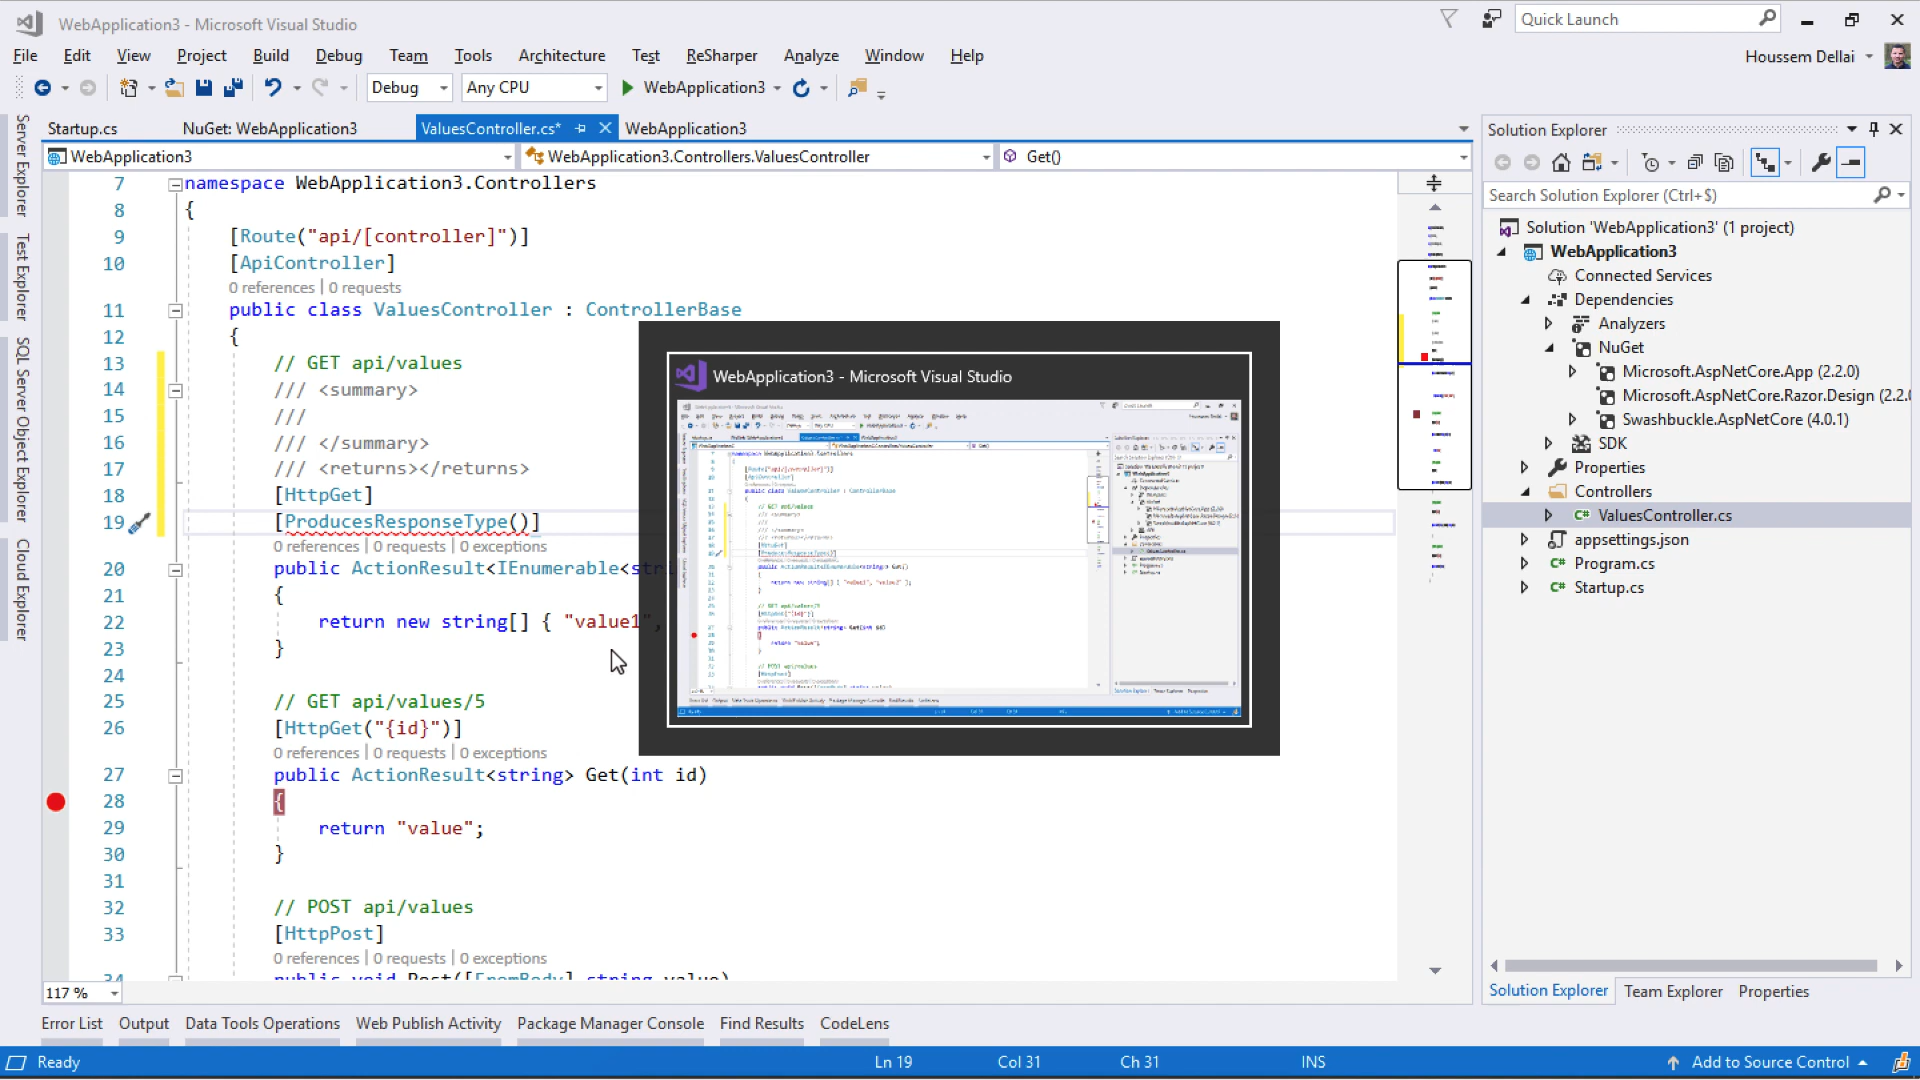 WebApplication3 - Microsoft Visual Studio
Quick Launch
File Edit View Project Build Debug Team Tools Architecture Test ReSharper Analyze Window Help
Houssem Dellai
Debug Any CPU WebApplication3
Startup.cs NuGet: WebApplication3 ValuesController.cs* WebApplication3
WebApplication3 WebApplication3.Controllers.ValuesController Get()
Server Explorer
Test Explorer
SQL Server Object Explorer
Cloud Explorer
7 namespace WebApplication3.Controllers
8 {
9 [Route("api/[controller]")]
10 [ApiController]
0 references | 0 requests
11 public class ValuesController : ControllerBase
12 {
13 // GET api/values
14 /// <summary>
15 ///
16 /// </summary>
17 /// <returns></returns>
18 [HttpGet]
19 [ProducesResponseType()]
0 references | 0 requests | 0 exceptions
20 public ActionResult<IEnumerable<stri
21 {
22 return new string[] { "value1",
23 }
24
25 // GET api/values/5
26 [HttpGet("{id}")]
0 references | 0 requests | 0 exceptions
27 public ActionResult<string> Get(int id)
28 {
29 return "value";
30 }
31
32 // POST api/values
33 [HttpPost]
0 references | 0 requests | 0 exceptions
34 public void Post([FromBody] string value)
WebApplication3 - Microsoft Visual Studio
Solution Explorer
Search Solution Explorer (Ctrl+$)
Solution 'WebApplication3' (1 project)
WebApplication3
Connected Services
Dependencies
Analyzers
NuGet
Microsoft.AspNetCore.App (2.2.0)
Microsoft.AspNetCore.Razor.Design (2.2.0
Swashbuckle.AspNetCore (4.0.1)
SDK
Properties
Controllers
ValuesController.cs
appsettings.json
Program.cs
Startup.cs
Solution Explorer Team Explorer Properties
117 %
Error List Output Data Tools Operations Web Publish Activity Package Manager Console Find Results CodeLens
Ready Ln 19 Col 31 Ch 31 INS Add to Source Control